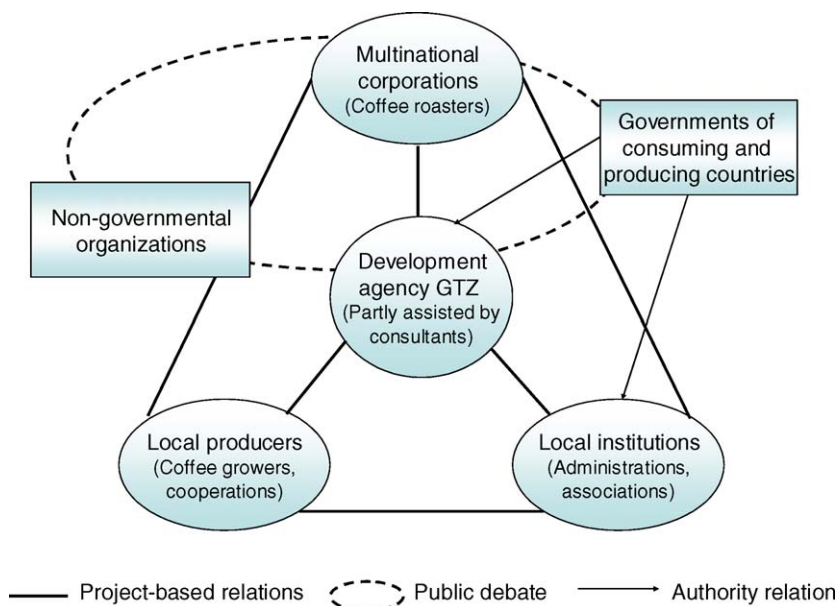 Multinational
corporations
(Coffee roasters)
Governments of
consuming and
producing countries
Non-governmental
organizations
Development
agency GTZ
(Partly assisted by
consultants)
Local producers
(Coffee growers,
cooperations)
Local institutions
(Administrations,
associations)
Project-based relations
Public debate
Authority relation